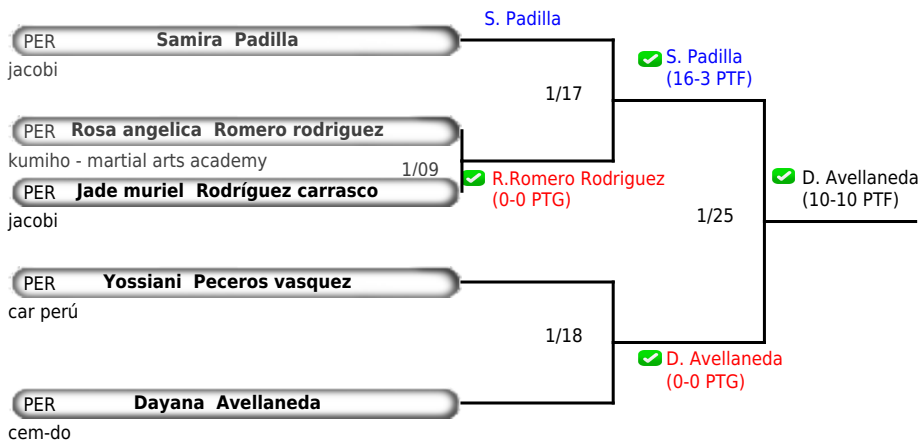 S. Padilla
PER Samira Padilla
jacobi
1/17
S. Padilla
(16-3 PTF)
PER Rosa angelica Romero rodriguez
kumiho - martial arts academy
1/09
R.Romero Rodriguez
(0-0 PTG)
PER Jade muriel Rodríguez carrasco
jacobi
D. Avellaneda
(10-10 PTF)
1/25
PER Yossiani Peceros vasquez
car perú
1/18
D. Avellaneda
(0-0 PTG)
PER Dayana Avellaneda
cem-do